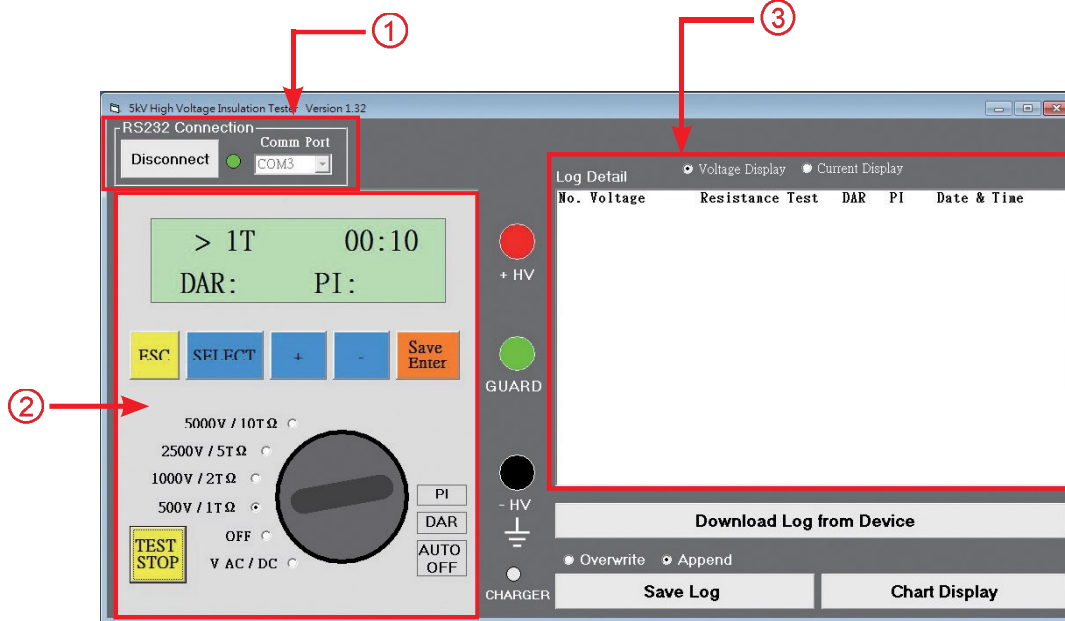 1
3
5kV High Voltage Insulation Tester Version 1.32
RS232 Connection
Disconnect
Comm Port
COM3
Log Detail
Voltage Display
Current Display
No. Voltage Resistance Test DAR PI Date & Time
> 1T 00:10
DAR: PI:
+ HV
ESC
SELECT
+
-
Save
Enter
GUARD
2
5000V / 10TΩ
2500V / 5TΩ
1000V / 2TΩ
500V / 1TΩ
OFF
V AC / DC
TEST
STOP
PI
DAR
AUTO
OFF
- HV
CHARGER
Download Log from Device
Overwrite
Append
Save Log
Chart Display